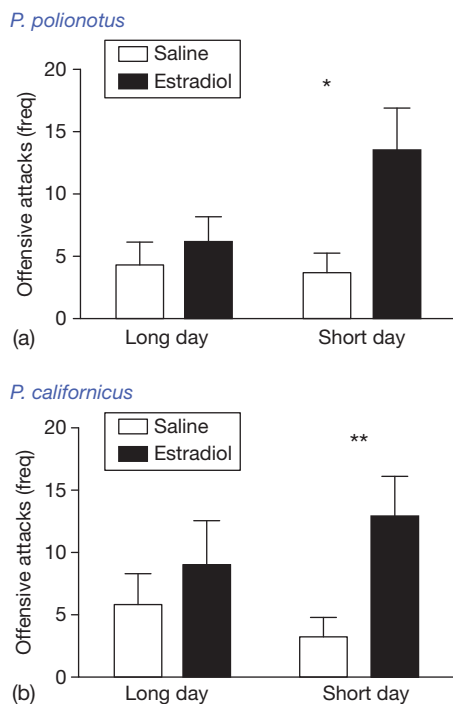 P. polionotus
Saline
Estradiol
20
15
10
5
0
Offensive attacks (freq)
*
Long day
Short day
(a)
P. californicus
Saline
Estradiol
20
15
10
5
0
Offensive attacks (freq)
**
Long day
Short day
(b)